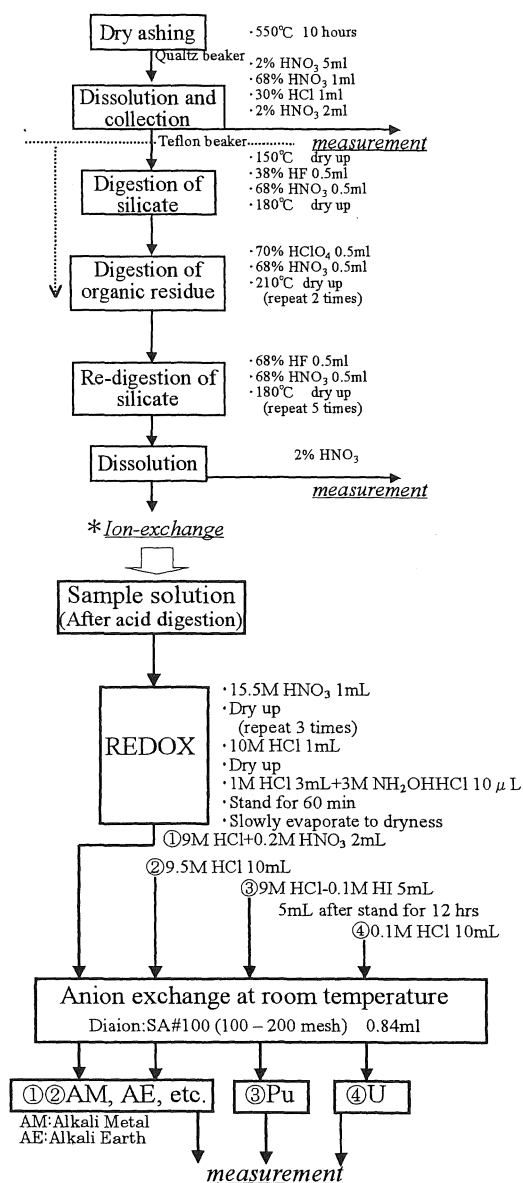 Dry ashing
·550℃ 10 hours
Qualtz beaker
·2% HNO₃ 5ml
·68% HNO₃ 1ml
·30% HCl 1ml
·2% HNO₃ 2ml
Dissolution and
collection
measurement
Teflon beaker
·150℃ dry up
·38% HF 0.5ml
·68% HNO₃ 0.5ml
·180℃ dry up
Digestion of
silicate
·70% HClO₄ 0.5ml
·68% HNO₃ 0.5ml
·210℃ dry up
(repeat 2 times)
Digestion of
organic residue
·68% HF 0.5ml
·68% HNO₃ 0.5ml
·180℃ dry up
(repeat 5 times)
Re-digestion of
silicate
Dissolution
2% HNO₃
measurement
*Ion-exchange
Sample solution
(After acid digestion)
REDOX
·15.5M HNO₃ 1mL
·Dry up
(repeat 3 times)
·10M HCl 1mL
·Dry up
·1M HCl 3mL+3M NH₂OHHCl 10 μL
·Stand for 60 min
·Slowly evaporate to dryness
①9M HCl+0.2M HNO₃ 2mL
②9.5M HCl 10mL
③9M HCl-0.1M HI 5mL
5mL after stand for 12 hrs
④0.1M HCl 10mL
Anion exchange at room temperature
Diaion:SA#100 (100 – 200 mesh) 0.84ml
①②AM, AE, etc.
③Pu
④U
AM:Alkali Metal
AE:Alkali Earth
measurement